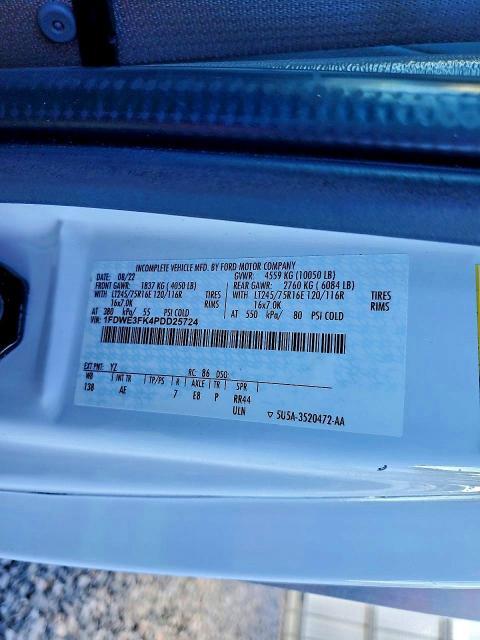 INCOMPLETE VEHICLE MFD. BY FORD MOTOR COMPANY
DATE: 08/22 GVWR: 4559 KG (10050 LB)
FRONT GAWR: 1837 KG (4050 LB) REAR GAWR: 2760 KG (6084 LB)
WITH LT245/75R16E 120/116R TIRES WITH LT245/75R16E 120/116R TIRES
16x7.0K RIMS 16x7.0K RIMS
AT 380 kPa/ 55 PSI COLD AT 550 kPa/ 80 PSI COLD
VIN: 1FDWE3FK4PDD25724
EXT PNT: YZ RC: 86 DSO:
WB INT TR TP/PS R AXLE TR SPR
138 AE 7 E8 P RR44
ULN ▽ 5U5A-3520472-AA